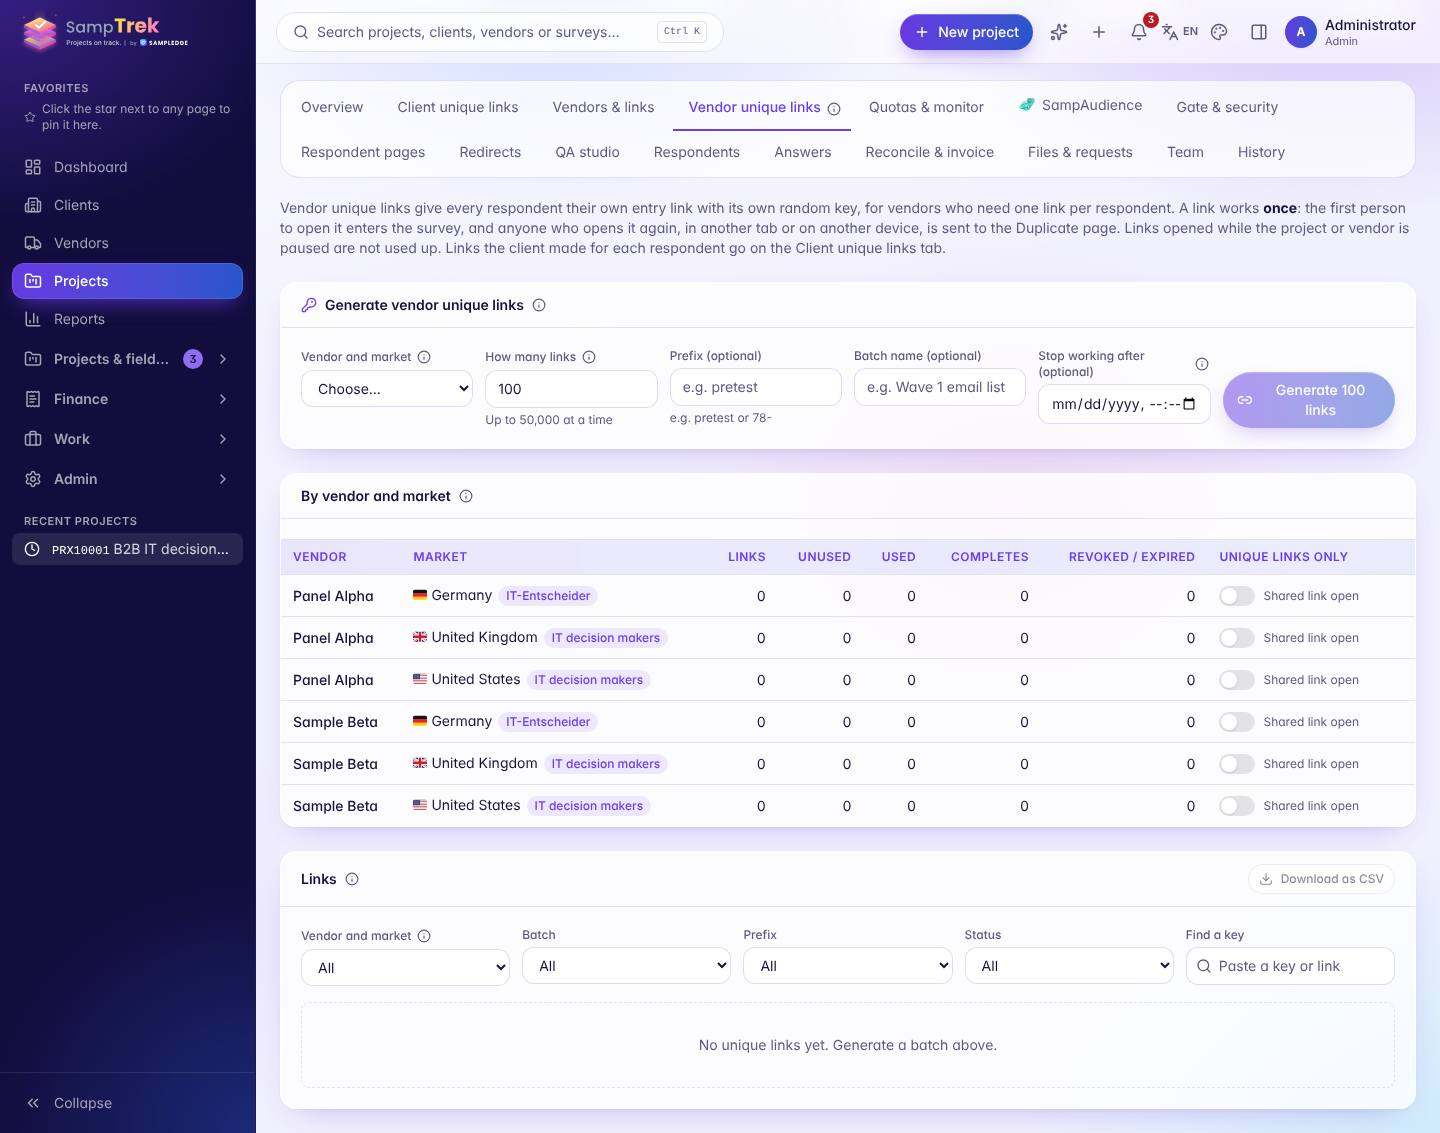 SampTrek
Projects on track. | by SAMPLEDGE
Search projects, clients, vendors or surveys...
Ctrl K
New project
3
EN
A
Administrator
Admin
FAVORITES
Click the star next to any page to
pin it here.
Dashboard
Clients
Vendors
Projects
Reports
Projects & field... 3
Finance
Work
Admin
RECENT PROJECTS
PRX10001 B2B IT decision...
Collapse
Overview Client unique links Vendors & links Vendor unique links Quotas & monitor SampAudience Gate & security
Respondent pages Redirects QA studio Respondents Answers Reconcile & invoice Files & requests Team History
Vendor unique links give every respondent their own entry link with its own random key, for vendors who need one link per respondent. A link works once: the first person
to open it enters the survey, and anyone who opens it again, in another tab or on another device, is sent to the Duplicate page. Links opened while the project or vendor is
paused are not used up. Links the client made for each respondent go on the Client unique links tab.
Generate vendor unique links
Vendor and market
Choose...
How many links
100
Up to 50,000 at a time
Prefix (optional)
e.g. pretest
e.g. pretest or 78-
Batch name (optional)
e.g. Wave 1 email list
Stop working after
(optional)
mm/dd/yyyy, --:--
Generate 100
links
By vendor and market
VENDOR MARKET LINKS UNUSED USED COMPLETES REVOKED / EXPIRED UNIQUE LINKS ONLY
Panel Alpha Germany IT-Entscheider 0 0 0 0 0 Shared link open
Panel Alpha United Kingdom IT decision makers 0 0 0 0 0 Shared link open
Panel Alpha United States IT decision makers 0 0 0 0 0 Shared link open
Sample Beta Germany IT-Entscheider 0 0 0 0 0 Shared link open
Sample Beta United Kingdom IT decision makers 0 0 0 0 0 Shared link open
Sample Beta United States IT decision makers 0 0 0 0 0 Shared link open
Links
Download as CSV
Vendor and market Batch Prefix Status Find a key
All All All All Paste a key or link
No unique links yet. Generate a batch above.